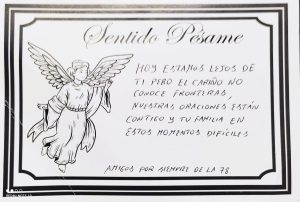 Sentido Pésame
HOY ESTAMOS LEJOS DE
TI PERO EL CARIÑO NO
CONOCE FRONTERAS,
NUESTRAS ORACIONES ESTÁN
CONTIGO Y TU FAMILIA EN
ESTOS MOMENTOS DIFÍCILES
AMIGOS POR SIEMPRE DE LA 78.